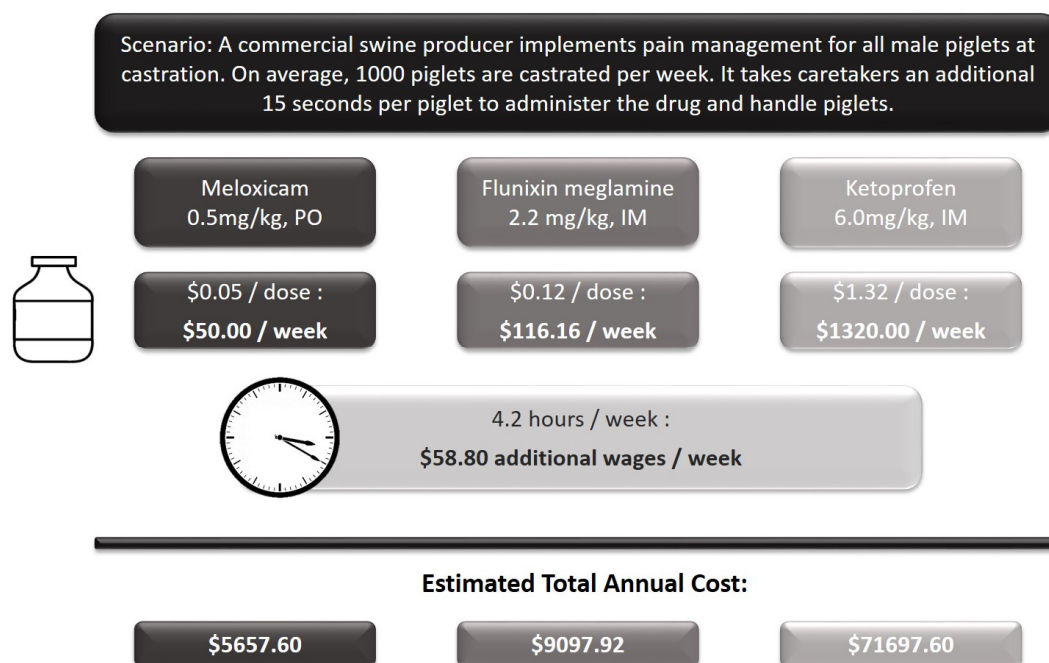 Scenario: A commercial swine producer implements pain management for all male piglets at
castration. On average, 1000 piglets are castrated per week. It takes caretakers an additional
15 seconds per piglet to administer the drug and handle piglets.
Meloxicam
0.5mg/kg, PO
Flunixin meglamine
2.2 mg/kg, IM
Ketoprofen
6.0mg/kg, IM
$0.05 / dose :
$50.00 / week
$0.12 / dose :
$116.16 / week
$1.32 / dose :
$1320.00 / week
4.2 hours / week :
$58.80 additional wages / week
Estimated Total Annual Cost:
$5657.60
$9097.92
$71697.60